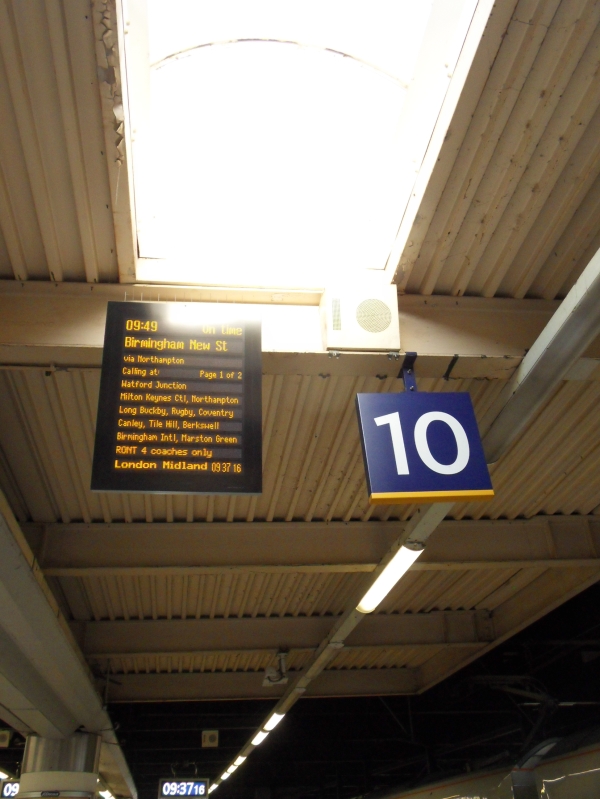 09:49 On time
Birmingham New St
via Northampton
Calling at: Page 1 of 2
Watford Junction
Milton Keynes Ctl, Northampton
Long Buckby, Rugby, Coventry
Canley, Tile Hill, Berkswell
Birmingham Intl, Marston Green
FRONT 4 coaches only
London Midland 09:37 16
10
09
09:37 16